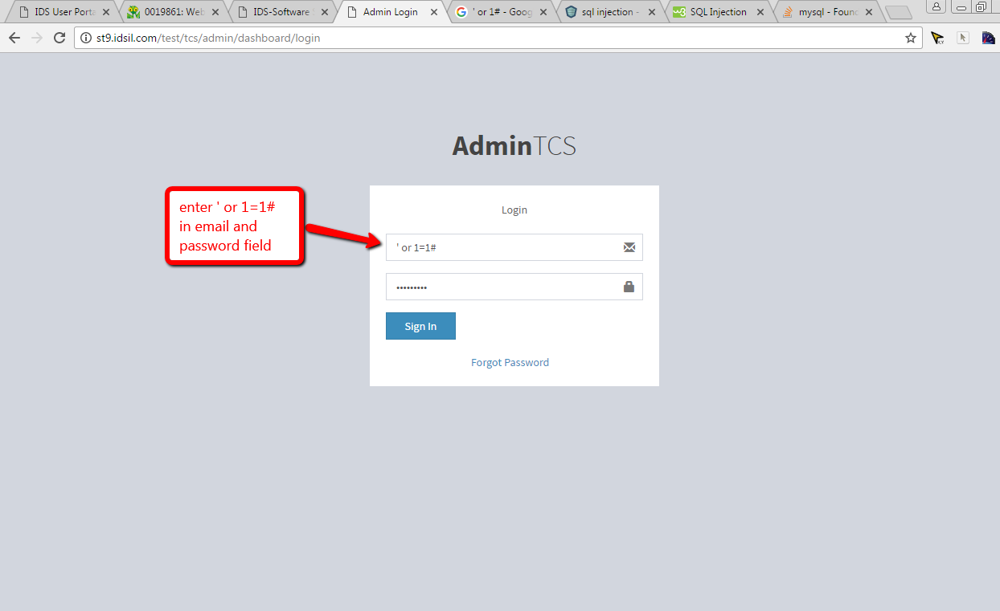 IDS User Porta
0019861: Web
IDS-Software
Admin Login
' or 1# - Goog
sql injection -
SQL Injection
mysql - Found
st9.idsil.com/test/tcs/admin/dashboard/login
AdminTCS
enter ' or 1=1#
in email and
password field
Login
' or 1=1#
•••••••••
Sign In
Forgot Password